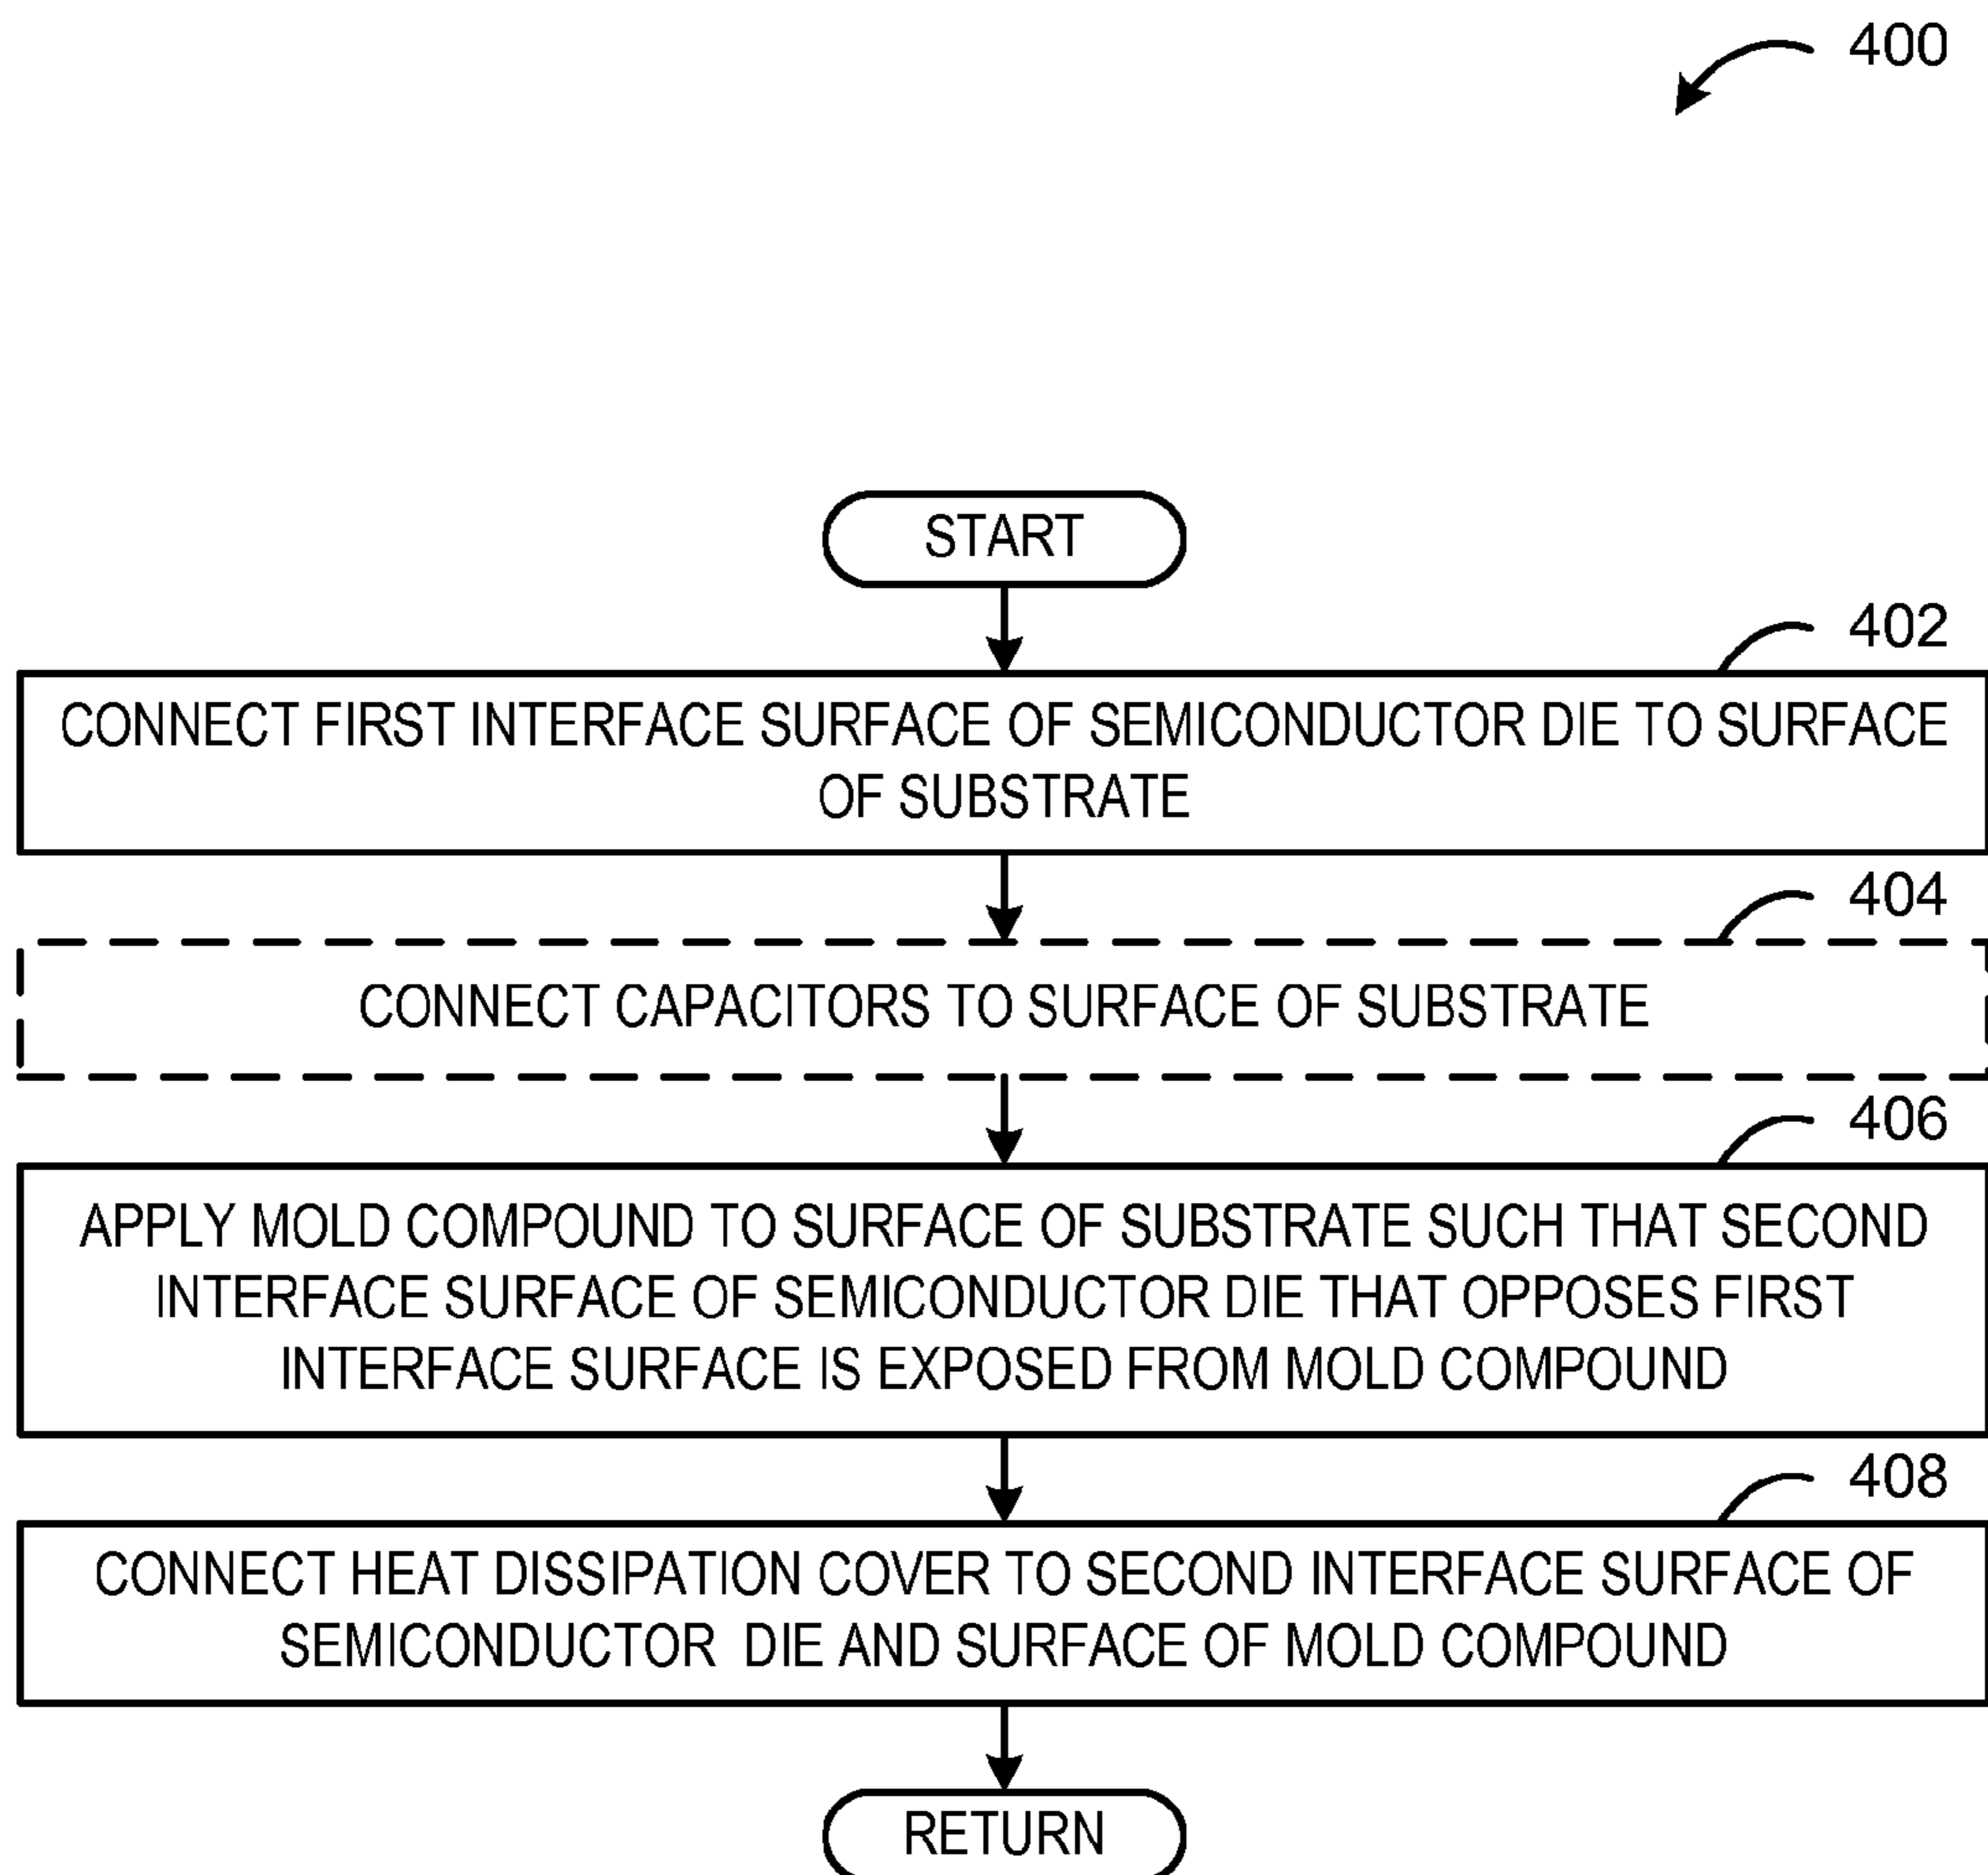 400
START
402
CONNECT FIRST INTERFACE SURFACE OF SEMICONDUCTOR DIE TO SURFACE
OF SUBSTRATE
404
CONNECT CAPACITORS TO SURFACE OF SUBSTRATE
406
APPLY MOLD COMPOUND TO SURFACE OF SUBSTRATE SUCH THAT SECOND
INTERFACE SURFACE OF SEMICONDUCTOR DIE THAT OPPOSES FIRST
INTERFACE SURFACE IS EXPOSED FROM MOLD COMPOUND
408
CONNECT HEAT DISSIPATION COVER TO SECOND INTERFACE SURFACE OF
SEMICONDUCTOR DIE AND SURFACE OF MOLD COMPOUND
RETURN